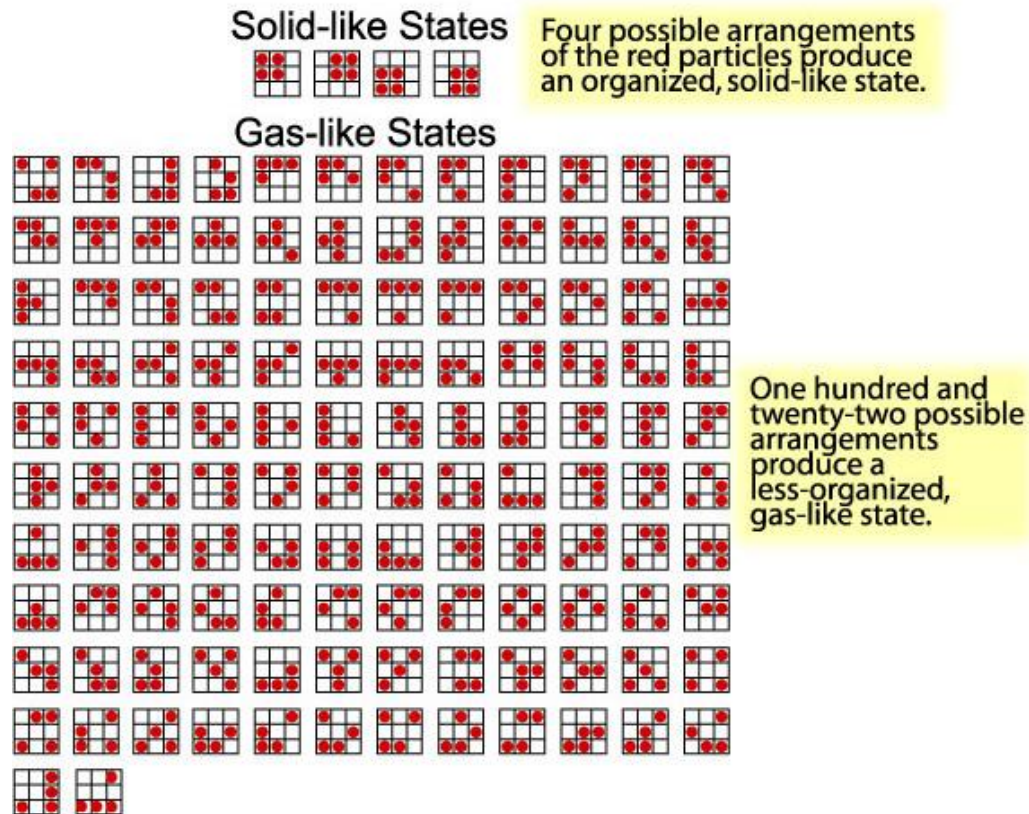 Solid-like States
Four possible arrangements
of the red particles produce
an organized, solid-like state.
Gas-like States
One hundred and
twenty-two possible
arrangements
produce a
less-organized,
gas-like state.